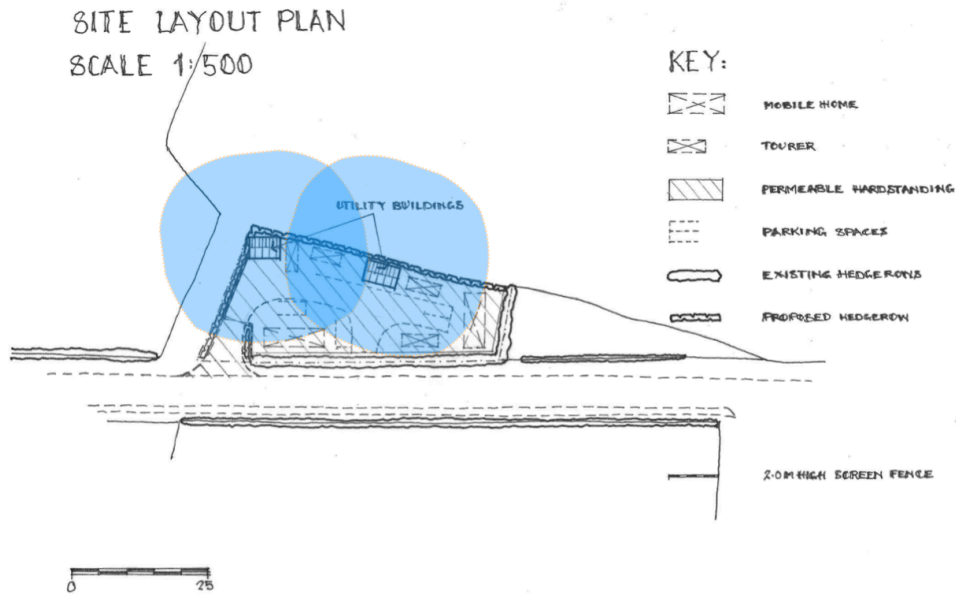 SITE LAYOUT PLAN
SCALE 1:500
KEY:
MOBILE HOME
TOURER
PERMEABLE HARDSTANDING
PARKING SPACES
EXISTING HEDGEROWS
PROPOSED HEDGEROW
UTILITY BUILDINGS
2.0M HIGH SCREEN FENCE
0 25